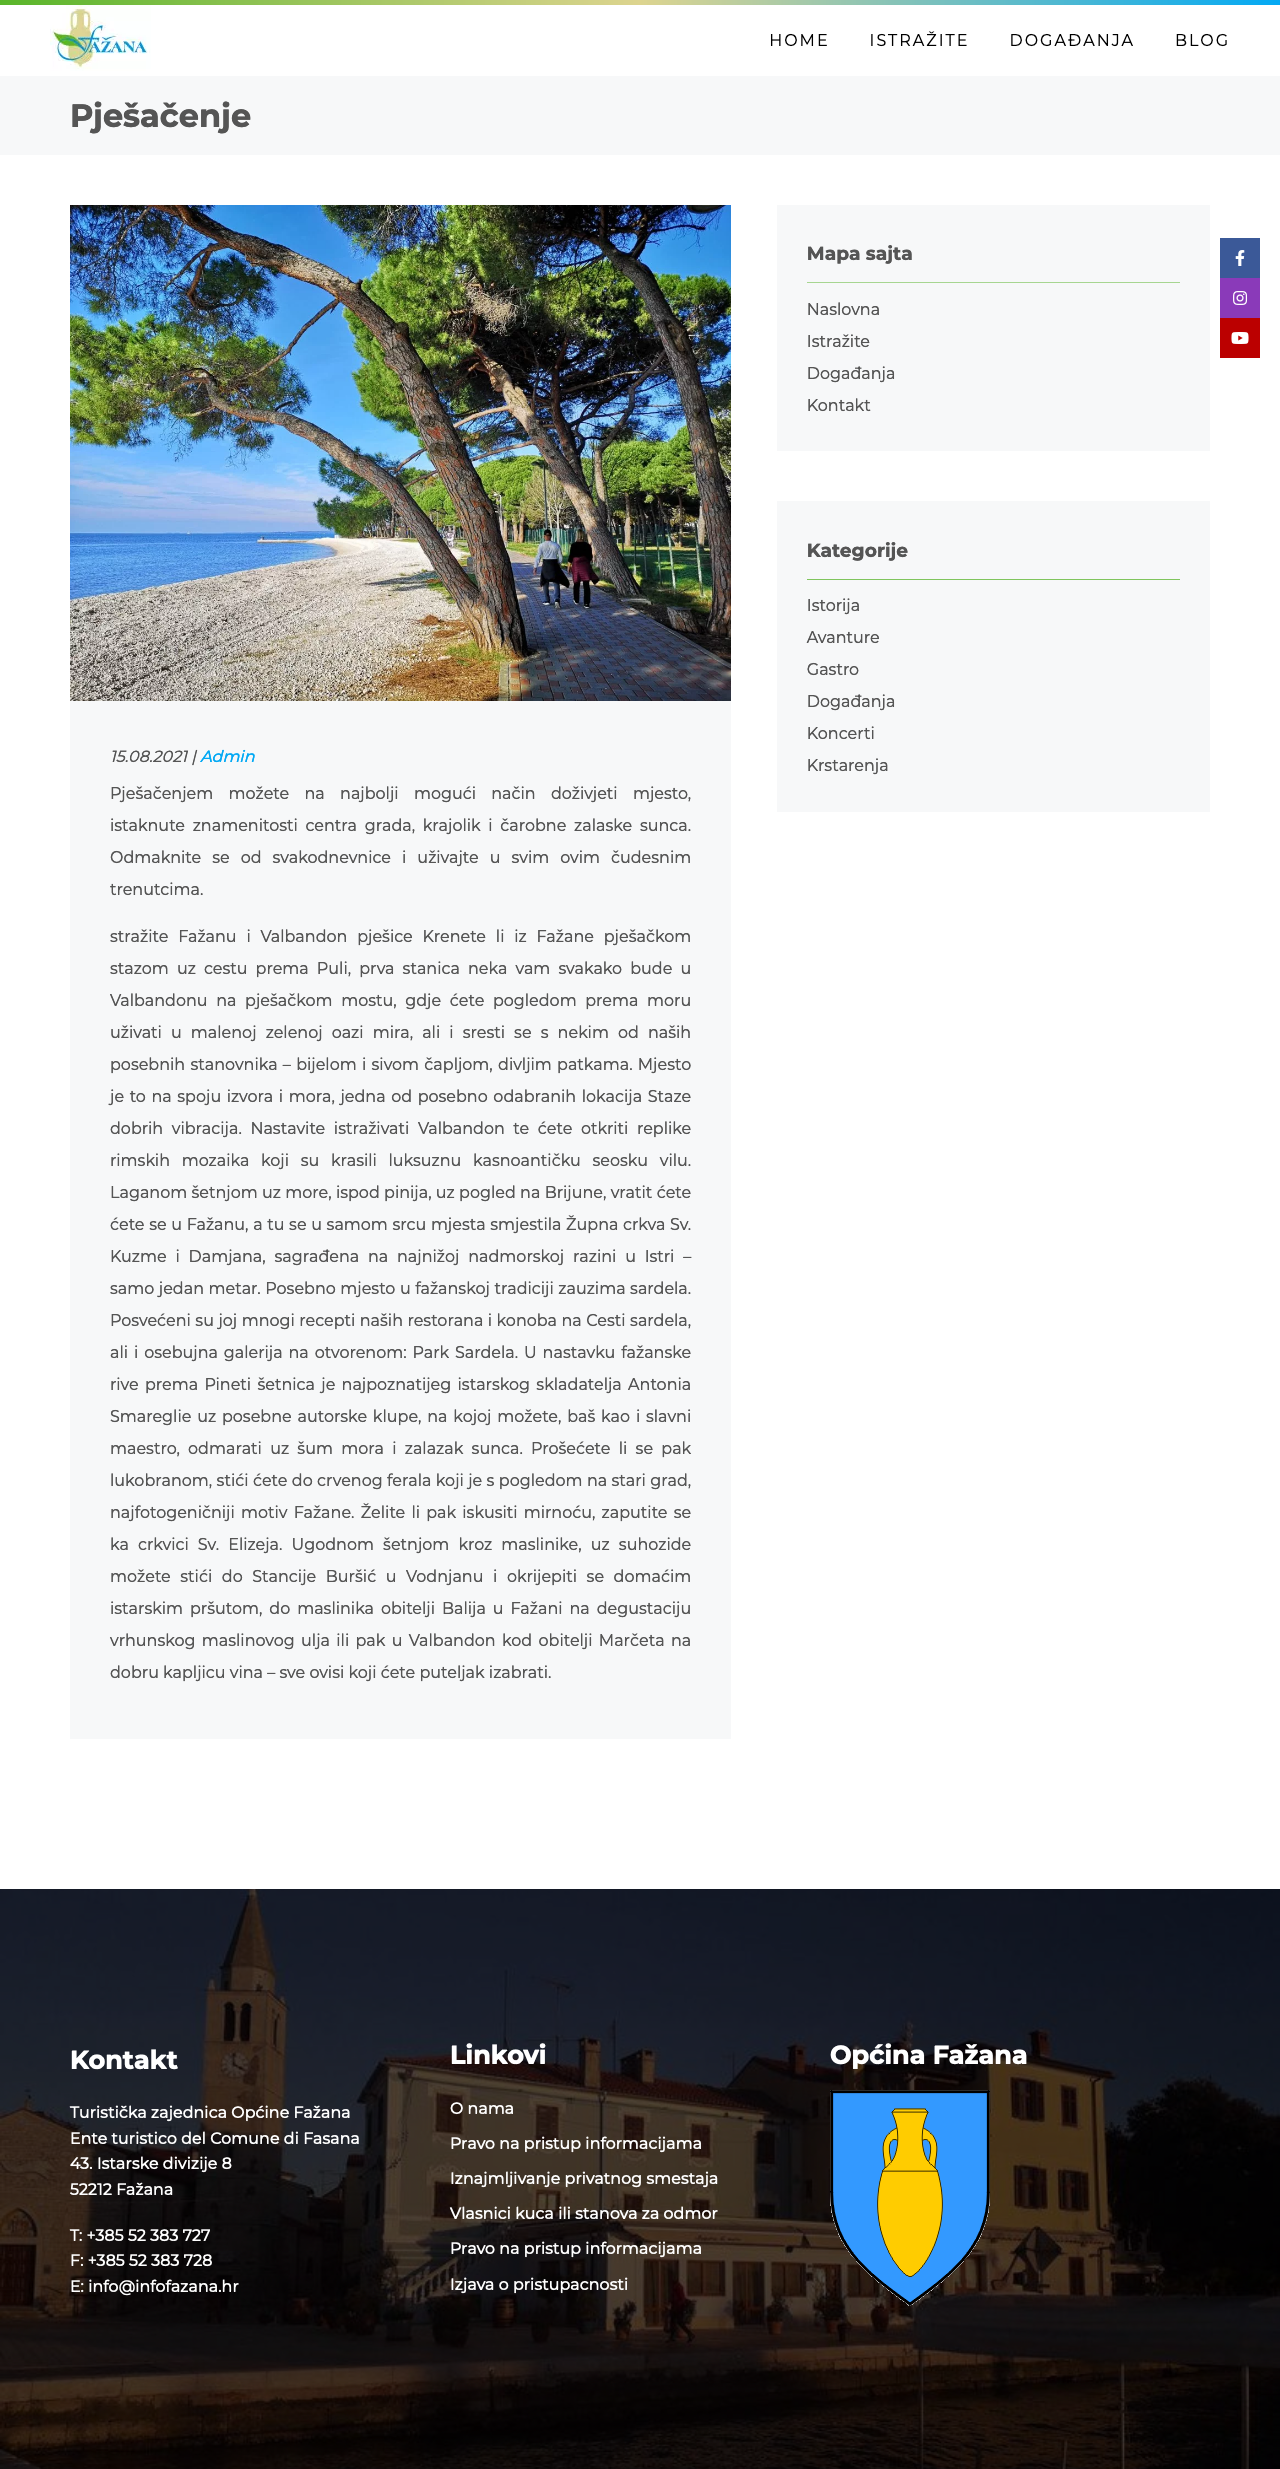 FAŽANA
HOME ISTRAŽITE DOGAĐANJA BLOG
Pješačenje
15.08.2021 | Admin
Pješačenjem možete na najbolji mogući način doživjeti mjesto,
istaknute znamenitosti centra grada, krajolik i čarobne zalaske sunca.
Odmaknite se od svakodnevnice i uživajte u svim ovim čudesnim
trenutcima.
stražite Fažanu i Valbandon pješice Krenete li iz Fažane pješačkom
stazom uz cestu prema Puli, prva stanica neka vam svakako bude u
Valbandonu na pješačkom mostu, gdje ćete pogledom prema moru
uživati u malenoj zelenoj oazi mira, ali i sresti se s nekim od naših
posebnih stanovnika – bijelom i sivom čapljom, divljim patkama. Mjesto
je to na spoju izvora i mora, jedna od posebno odabranih lokacija Staze
dobrih vibracija. Nastavite istraživati Valbandon te ćete otkriti replike
rimskih mozaika koji su krasili luksuznu kasnoantičku seosku vilu.
Laganom šetnjom uz more, ispod pinija, uz pogled na Brijune, vratit ćete
ćete se u Fažanu, a tu se u samom srcu mjesta smjestila Župna crkva Sv.
Kuzme i Damjana, sagrađena na najnižoj nadmorskoj razini u Istri –
samo jedan metar. Posebno mjesto u fažanskoj tradiciji zauzima sardela.
Posvećeni su joj mnogi recepti naših restorana i konoba na Cesti sardela,
ali i osebujna galerija na otvorenom: Park Sardela. U nastavku fažanske
rive prema Pineti šetnica je najpoznatijeg istarskog skladatelja Antonia
Smareglie uz posebne autorske klupe, na kojoj možete, baš kao i slavni
maestro, odmarati uz šum mora i zalazak sunca. Prošećete li se pak
lukobranom, stići ćete do crvenog ferala koji je s pogledom na stari grad,
najfotogeničniji motiv Fažane. Želite li pak iskusiti mirnoću, zaputite se
ka crkvici Sv. Elizeja. Ugodnom šetnjom kroz maslinike, uz suhozide
možete stići do Stancije Buršić u Vodnjanu i okrijepiti se domaćim
istarskim pršutom, do maslinika obitelji Balija u Fažani na degustaciju
vrhunskog maslinovog ulja ili pak u Valbandon kod obitelji Marčeta na
dobru kapljicu vina – sve ovisi koji ćete puteljak izabrati.
Mapa sajta
Naslovna
Istražite
Događanja
Kontakt
Kategorije
Istorija
Avanture
Gastro
Događanja
Koncerti
Krstarenja
Kontakt
Turistička zajednica Općine Fažana
Ente turistico del Comune di Fasana
43. Istarske divizije 8
52212 Fažana
T: +385 52 383 727
F: +385 52 383 728
E: info@infofazana.hr
Linkovi
O nama
Pravo na pristup informacijama
Iznajmljivanje privatnog smestaja
Vlasnici kuca ili stanova za odmor
Pravo na pristup informacijama
Izjava o pristupacnosti
Općina Fažana